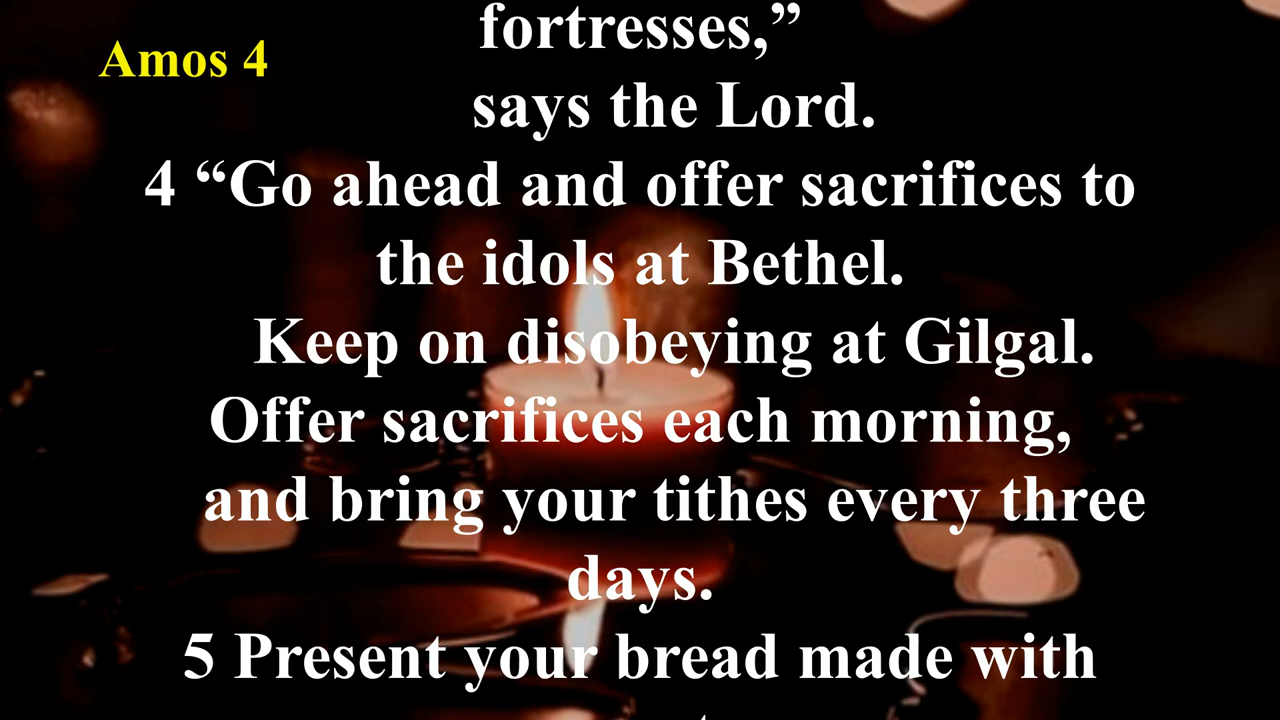 fortresses,”
Amos 4
says the Lord.
4 “Go ahead and offer sacrifices to
the idols at Bethel.
Keep on disobeying at Gilgal.
Offer sacrifices each morning,
and bring your tithes every three
days.
5 Present your bread made with